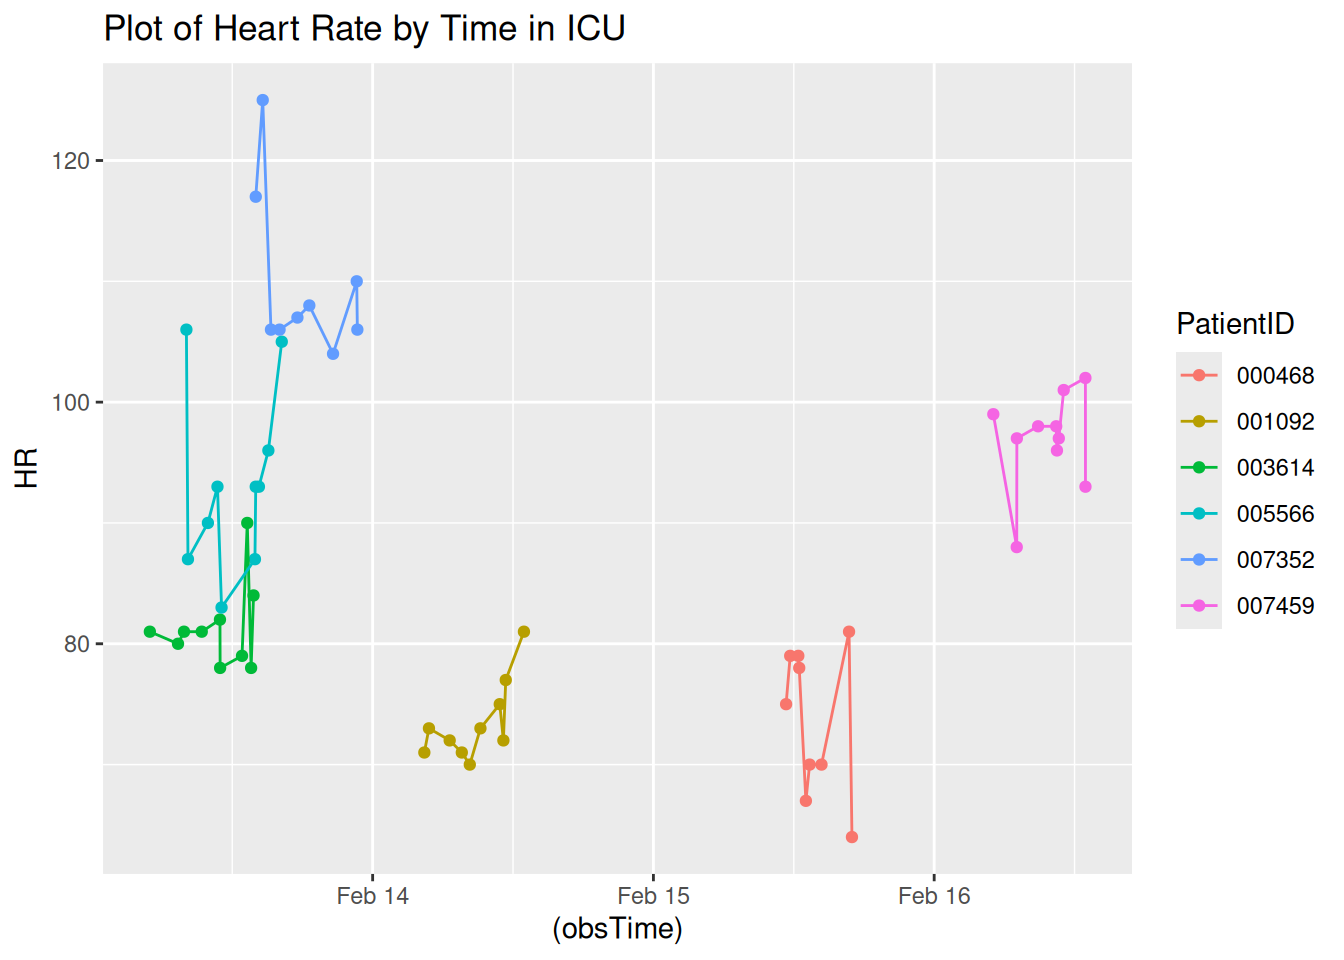 Plot of Heart Rate by Time in ICU
120
100
80
HR
Feb 14
Feb 15
Feb 16
(obsTime)
PatientID
000468
001092
003614
005566
007352
007459